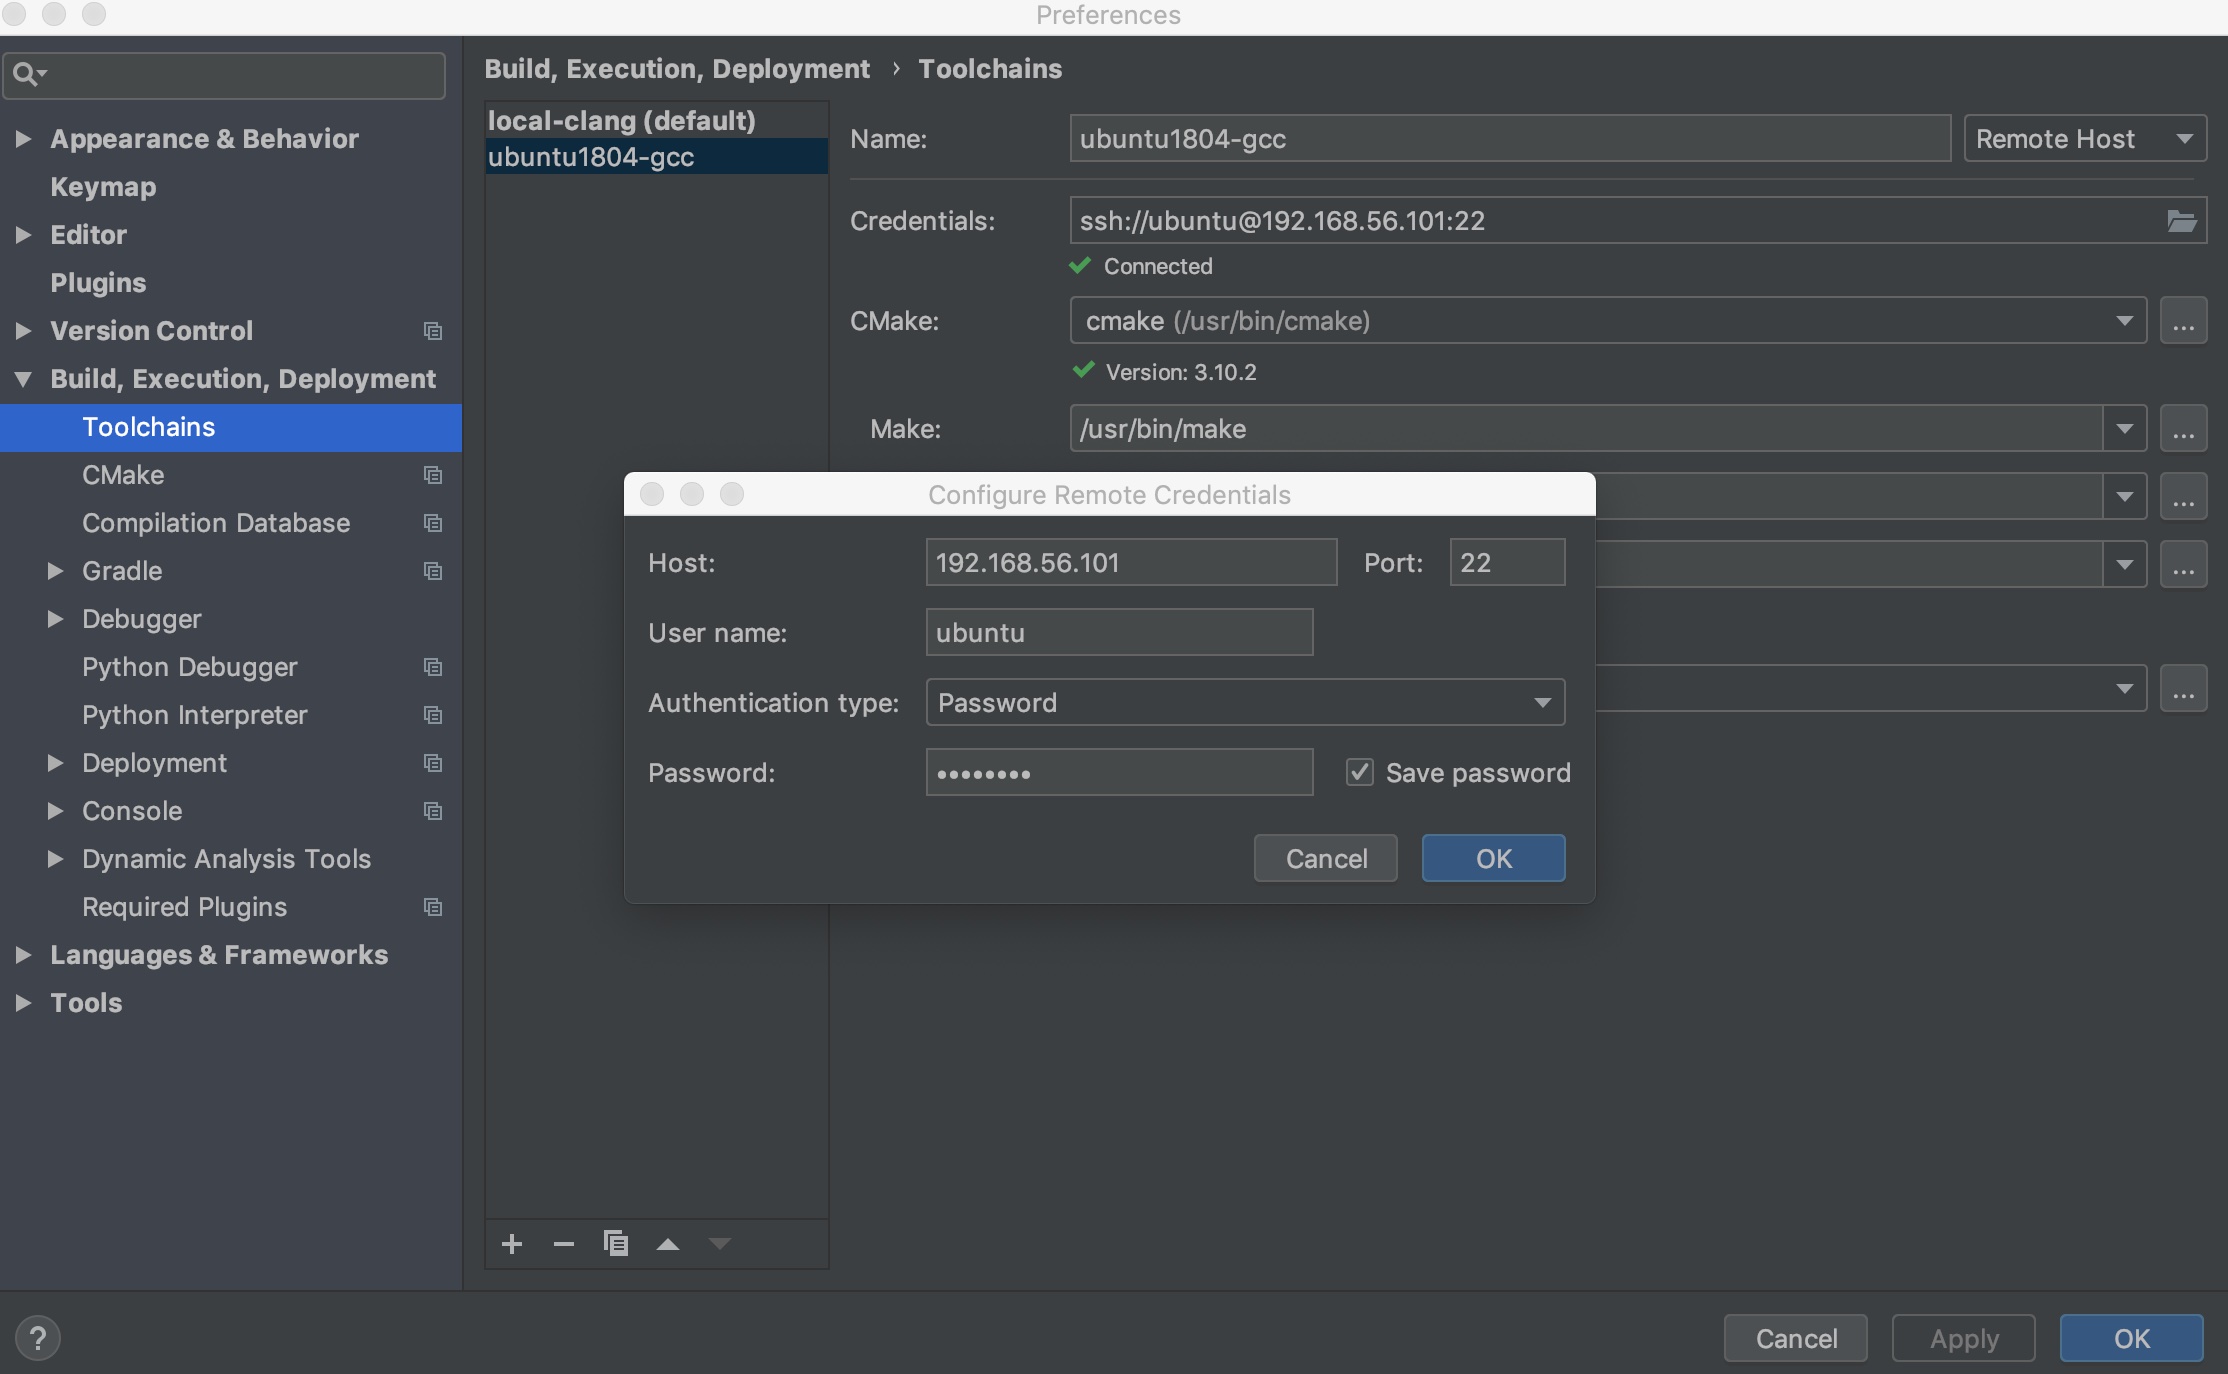 Preferences
Appearance & Behavior
Keymap
Editor
Plugins
Version Control
Build, Execution, Deployment
Toolchains
CMake
Compilation Database
Gradle
Debugger
Python Debugger
Python Interpreter
Deployment
Console
Dynamic Analysis Tools
Required Plugins
Languages & Frameworks
Tools
Build, Execution, Deployment › Toolchains
local-clang (default)
ubuntu1804-gcc
Name: ubuntu1804-gcc Remote Host
Credentials: ssh://ubuntu@192.168.56.101:22
Connected
CMake: cmake (/usr/bin/cmake) ...
Version: 3.10.2
Make: /usr/bin/make ...
...
...
...
Configure Remote Credentials
Host: 192.168.56.101 Port: 22
User name: ubuntu
Authentication type: Password
Password: •••••••• Save password
Cancel OK
? Cancel Apply OK